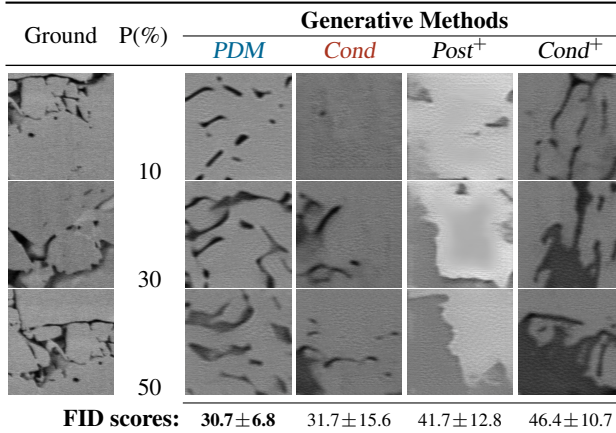 Generative Methods
Ground P(%)
PDM Cond Post+ Cond+
10
30
50
FID scores: 30.7±6.8 31.7±15.6 41.7±12.8 46.4±10.7